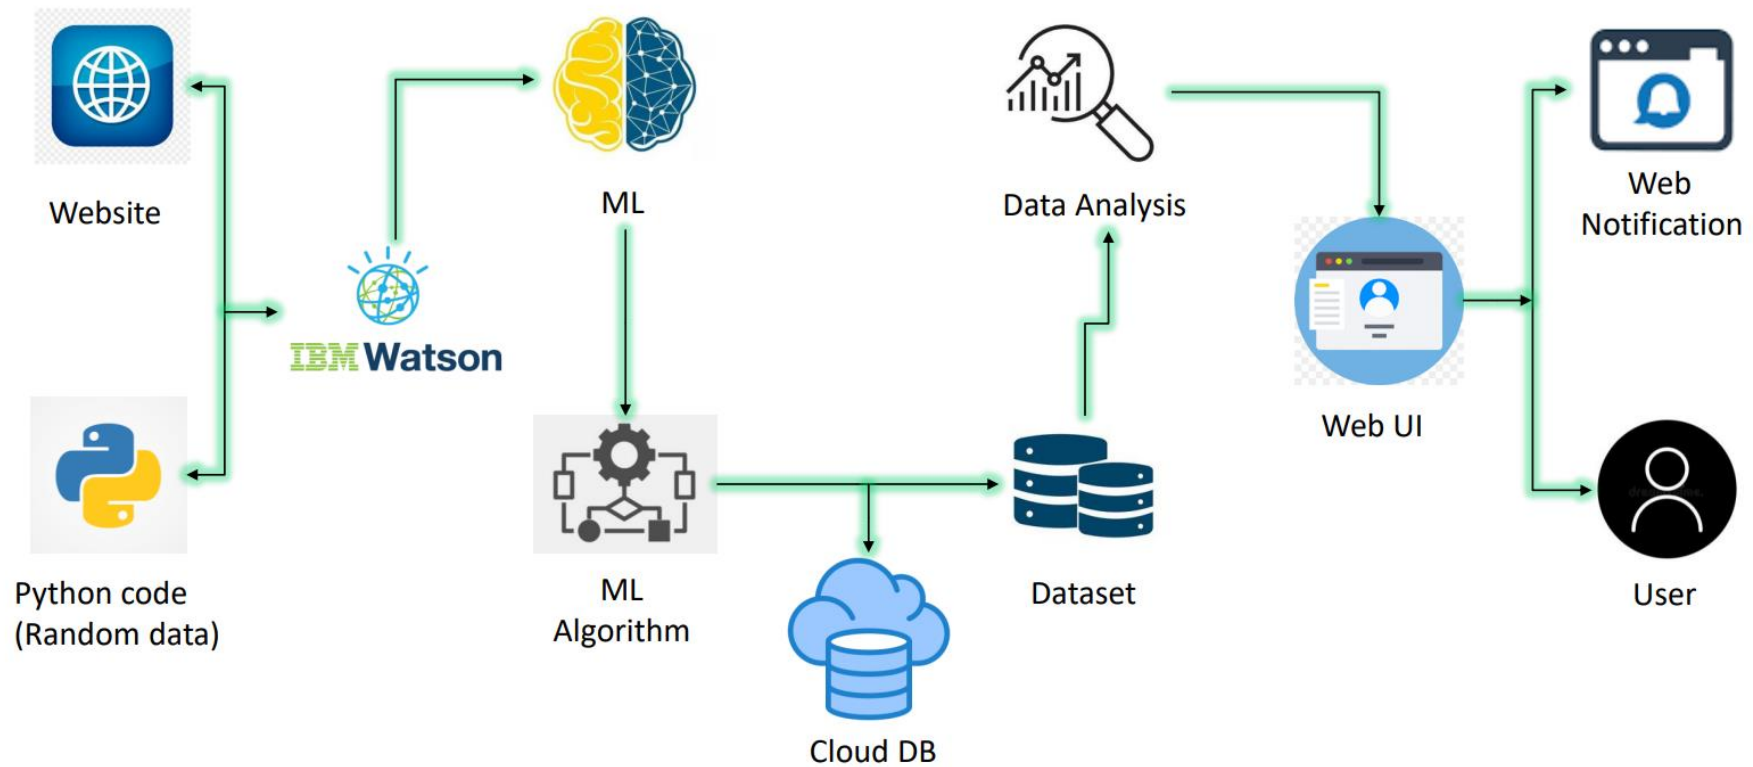 Website
ML
Data Analysis
Web
Notification
IBM Watson
Web UI
Python code
(Random data)
ML
Algorithm
Dataset
User
Cloud DB